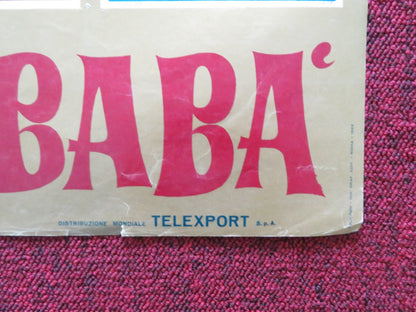 BABA'
DISTRIBUZIONE MONDIALE TELEXPORT S.p.A.